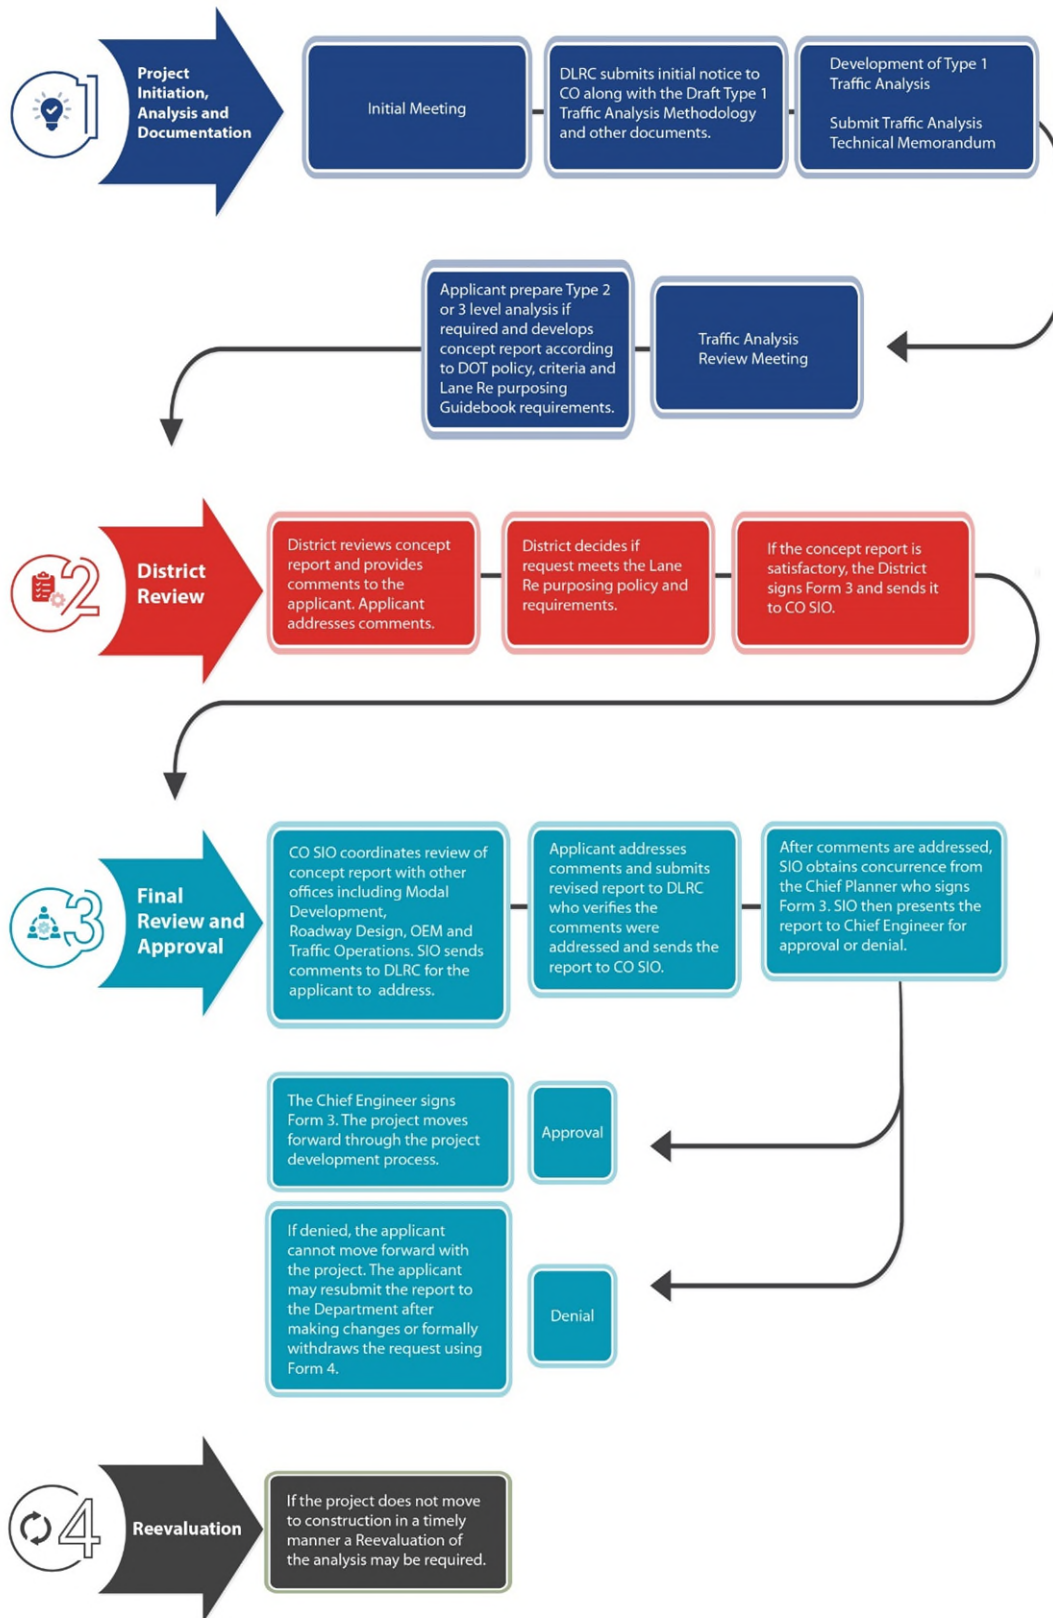 1
Project
Initiation,
Analysis and
Documentation
Initial Meeting
DLRC submits initial notice to
CO along with the Draft Type 1
Traffic Analysis Methodology
and other documents.
Development of Type 1
Traffic Analysis
Submit Traffic Analysis
Technical Memorandum
Traffic Analysis
Review Meeting
Applicant prepare Type 2
or 3 level analysis if
required and develops
concept report according
to DOT policy, criteria and
Lane Re purposing
Guidebook requirements.
2
District
Review
District reviews concept
report and provides
comments to the
applicant. Applicant
addresses comments.
District decides if
request meets the Lane
Re purposing policy and
requirements.
If the concept report is
satisfactory, the District
signs Form 3 and sends it
to CO SIO.
3
Final
Review and
Approval
CO SIO coordinates review of
concept report with other
offices including Modal
Development,
Roadway Design, OEM and
Traffic Operations. SIO sends
comments to DLRC for the
applicant to address.
Applicant addresses
comments and submits
revised report to DLRC
who verifies the
comments were
addressed and sends the
report to CO SIO.
After comments are addressed,
SIO obtains concurrence from
the Chief Planner who signs
Form 3. SIO then presents the
report to Chief Engineer for
approval or denial.
The Chief Engineer signs
Form 3. The project moves
forward through the project
development process.
Approval
If denied, the applicant
cannot move forward with
the project. The applicant
may resubmit the report to
the Department after
making changes or formally
withdraws the request using
Form 4.
Denial
4
Reevaluation
If the project does not move
to construction in a timely
manner a Reevaluation of
the analysis may be required.